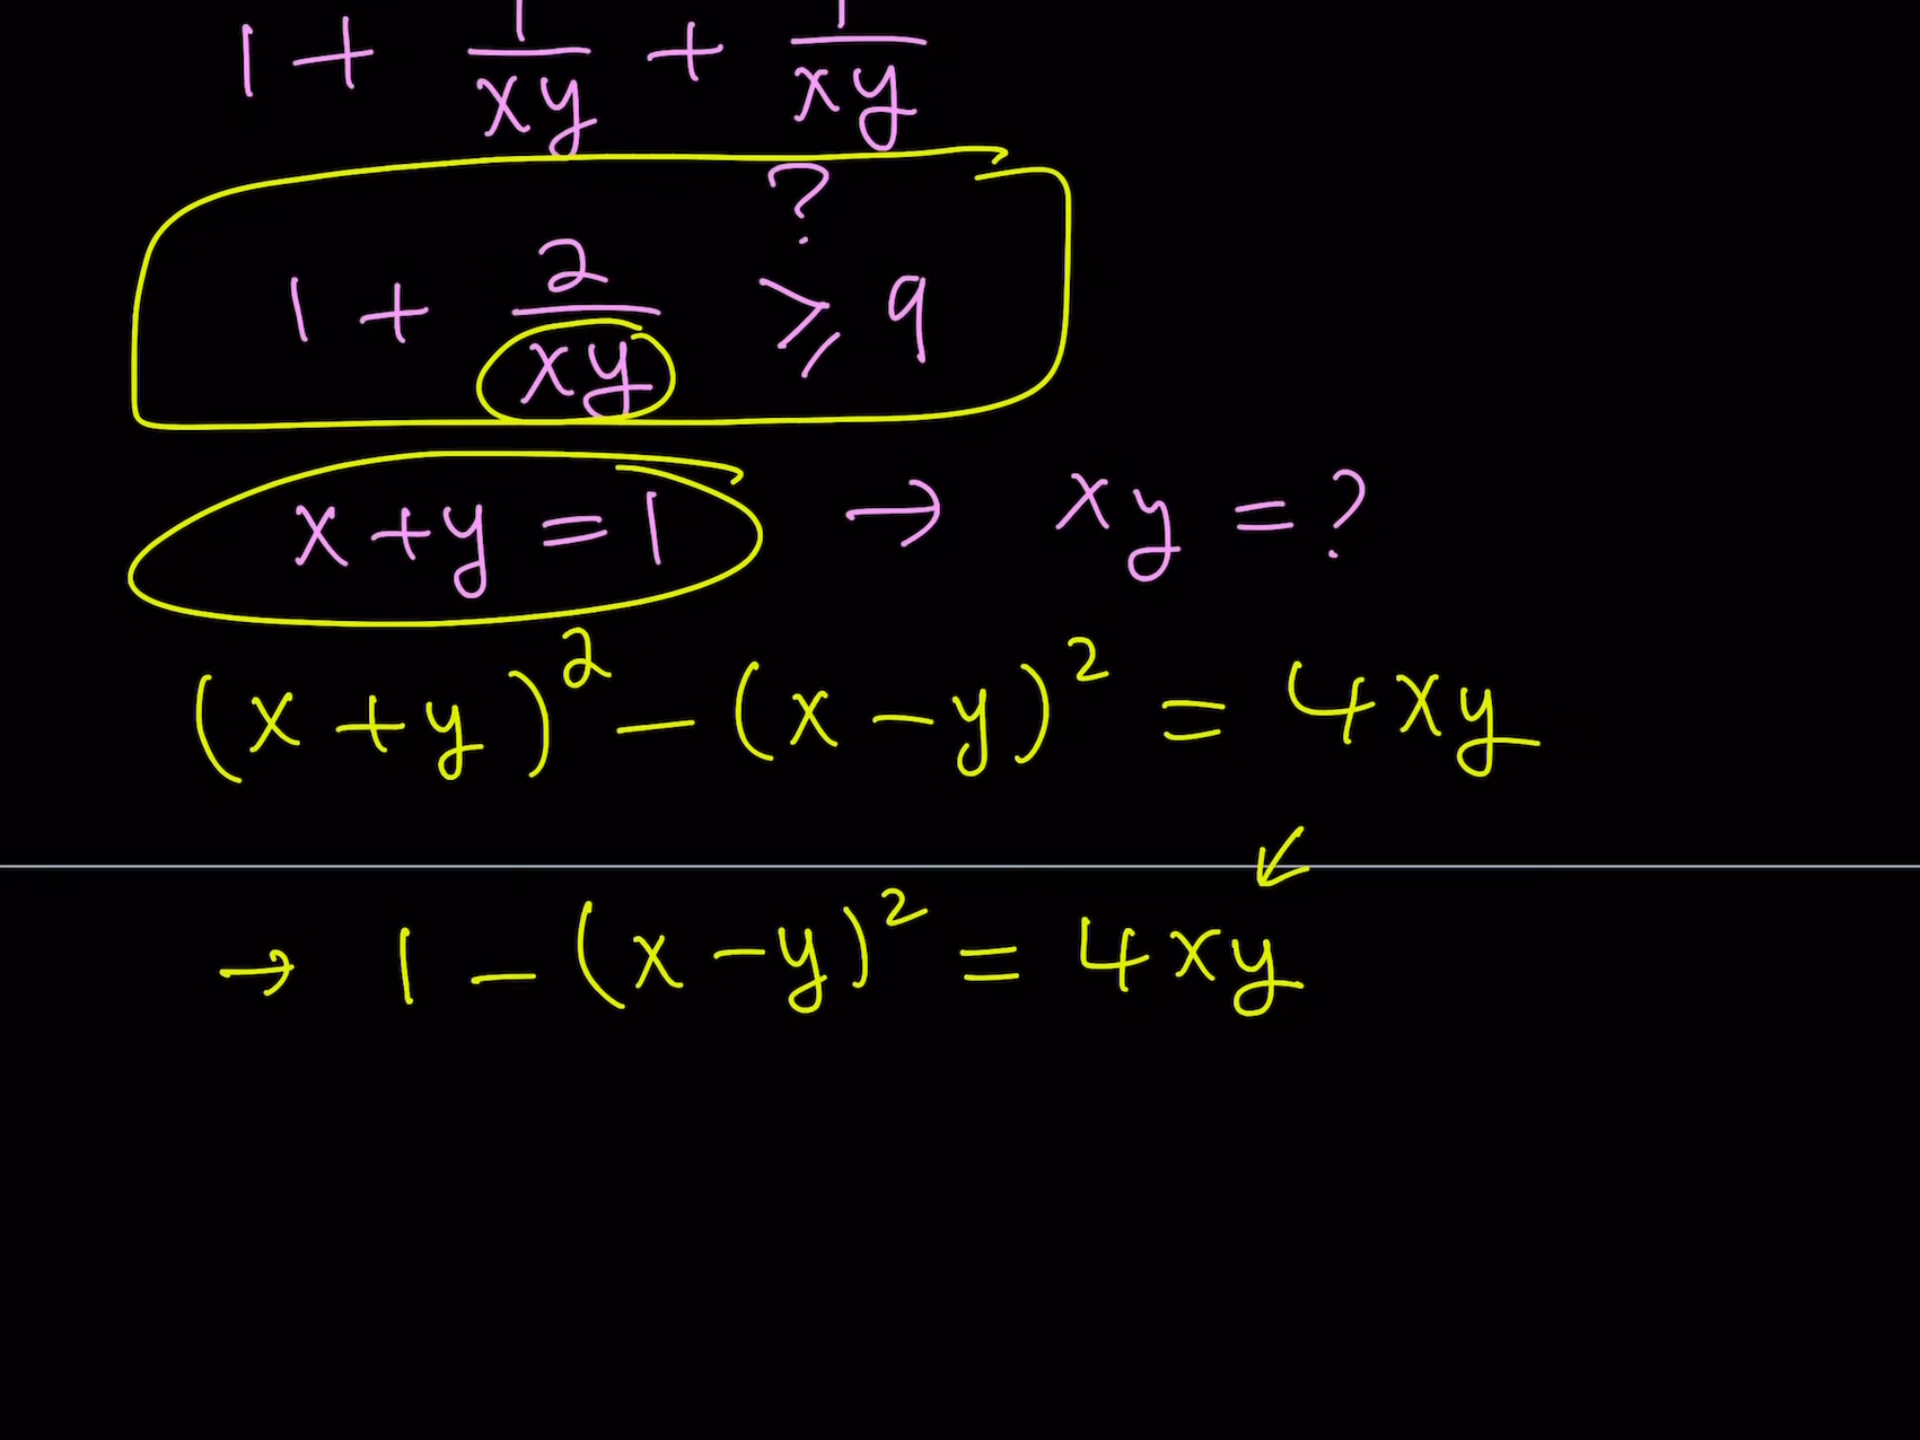 1 + 1/xy + 1/xy
?
1 + 2/xy ⩾ 9
x + y = 1 → xy = ?
(x + y)² − (x − y)² = 4xy
→ 1 − (x − y)² = 4xy